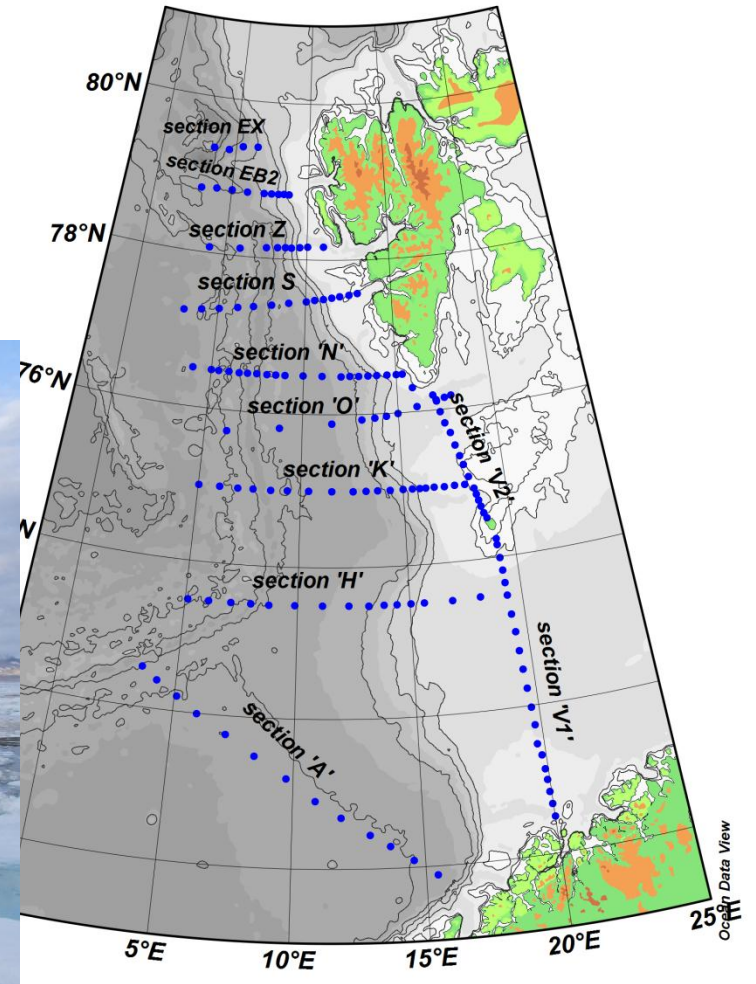 80°N
section EX
section EB2
78°N
section Z
section S
76°N
section 'N'
section 'O'
section 'V2'
section 'K'
N
section 'H'
section 'V1'
section 'A'
5°E
10°E
15°E
20°E
25°E
Ocean Data View